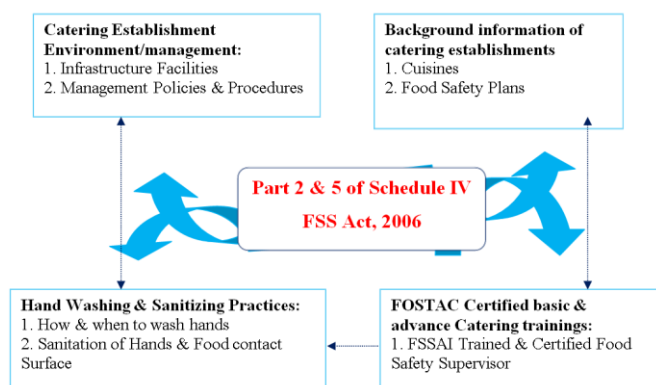 Catering Establishment
Environment/management:
1. Infrastructure Facilities
2. Management Policies & Procedures
Background information of
catering establishments
1. Cuisines
2. Food Safety Plans
Part 2 & 5 of Schedule IV
FSS Act, 2006
Hand Washing & Sanitizing Practices:
1. How & when to wash hands
2. Sanitation of Hands & Food contact
Surface
FOSTAC Certified basic &
advance Catering trainings:
1. FSSAI Trained & Certified Food
Safety Supervisor